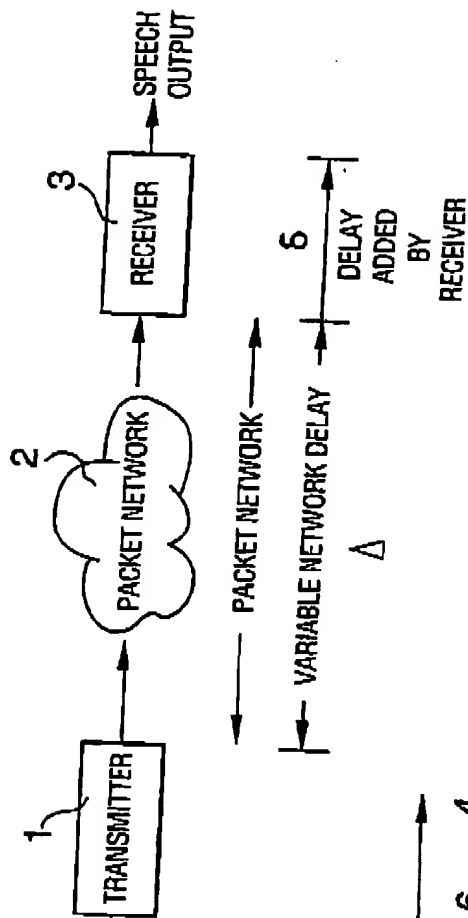 1
TRANSMITTER
2
PACKET NETWORK
3
RECEIVER
SPEECH
OUTPUT
PACKET NETWORK
VARIABLE NETWORK DELAY
Δ
δ
DELAY
ADDED
BY
RECEIVER